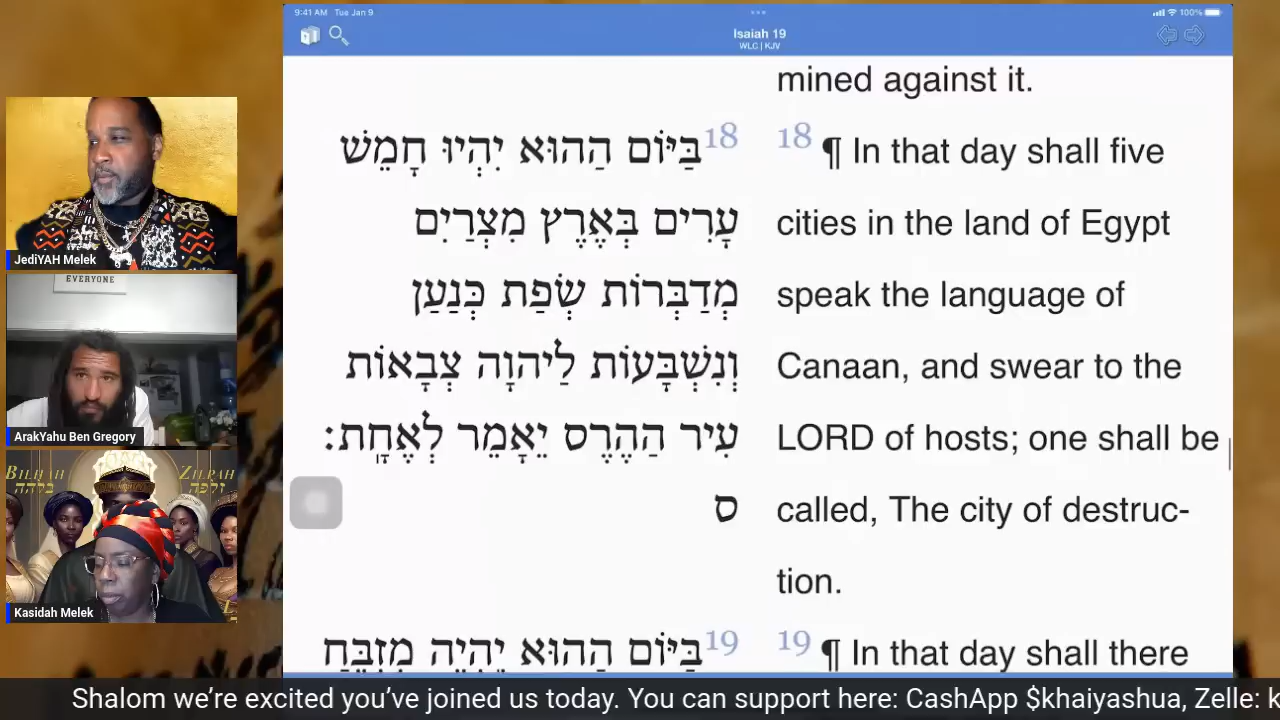 9:41 AM Tue Jan 9
100%
Isaiah 19
WLC | KJV
mined against it.
18 בַּיּוֹם הַהוּא יִהְיוּ חָמֵשׁ
עָרִים בְּאֶרֶץ מִצְרַיִם
מְדַבְּרוֹת שְׂפַת כְּנַעַן
וְנִשְׁבָּעוֹת לַיהוָה צְבָאוֹת
עִיר הַהֶרֶס יֵאָמֵר לְאֶחָת׃
ס
18 ¶ In that day shall five
cities in the land of Egypt
speak the language of
Canaan, and swear to the
LORD of hosts; one shall be
called, The city of destruc-
tion.
19 בַּיּוֹם הַהוּא יִהְיֶה מִזְבֵּחַ
19 ¶ In that day shall there
JediYAH Melek
EVERYONE
ArakYahu Ben Gregory
BILHAH
בלהה
ZILPAH
זלפה
Kasidah Melek
Shalom we’re excited you’ve joined us today. You can support here: CashApp $khaiyashua, Zelle: k